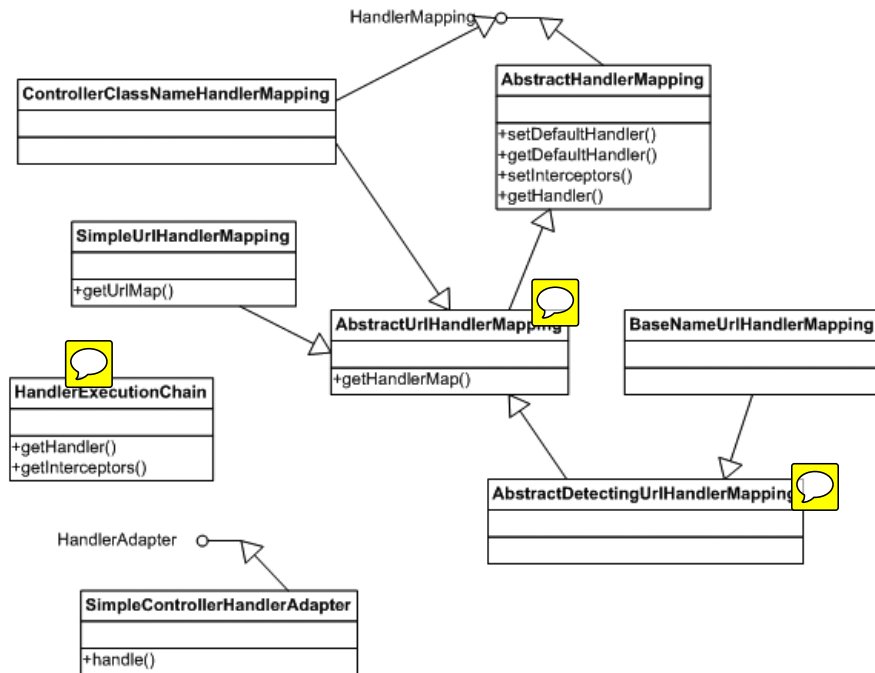 HandlerMapping
ControllerClassNameHandlerMapping
AbstractHandlerMapping
+setDefaultHandler()
+getDefaultHandler()
+setInterceptors()
+getHandler()
SimpleUrlHandlerMapping
+getUrlMap()
AbstractUrlHandlerMapping
+getHandlerMap()
BaseNameUrlHandlerMapping
HandlerExecutionChain
+getHandler()
+getInterceptors()
AbstractDetectingUrlHandlerMapping
HandlerAdapter
SimpleControllerHandlerAdapter
+handle()